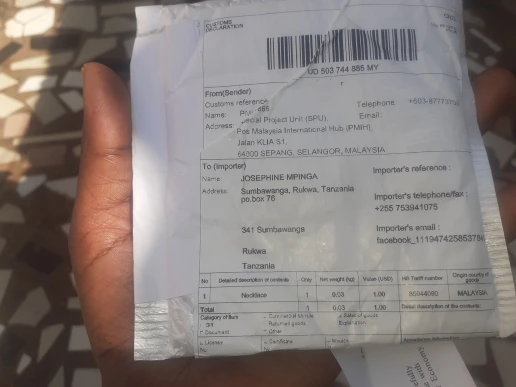 CUSTOMS
DECLARATION
UD 503 744 885 MY
From(Sender)
Customs reference
Name:
Telephone
Address: Special Project Unit (SPU),
Email:
Pos Malaysia International Hub (PMIH),
Jalan KLIA S1,
64000 SEPANG, SELANGOR, MALAYSIA
To (Importer)
Importer's reference :
Name: JOSEPHINE MPINGA
Address: Sumbawanga, Rukwa, Tanzania
po.box 76
Importer's telephone/fax :
+255 753941075
341 Sumbawanga
Importer's email :
facebook_11194742585378
Rukwa
Tanzania
No Detailed description of contents Qty Net weight (kg) Value (USD) HS Tariff number Origin country of goods
1 Necklace 1 0.03 1.00 MALAYSIA
Total 1 0.03 1.00
Category of item Commercial sample Sales of goods
Gift Returned goods
Document Other
License Certificate Invoice